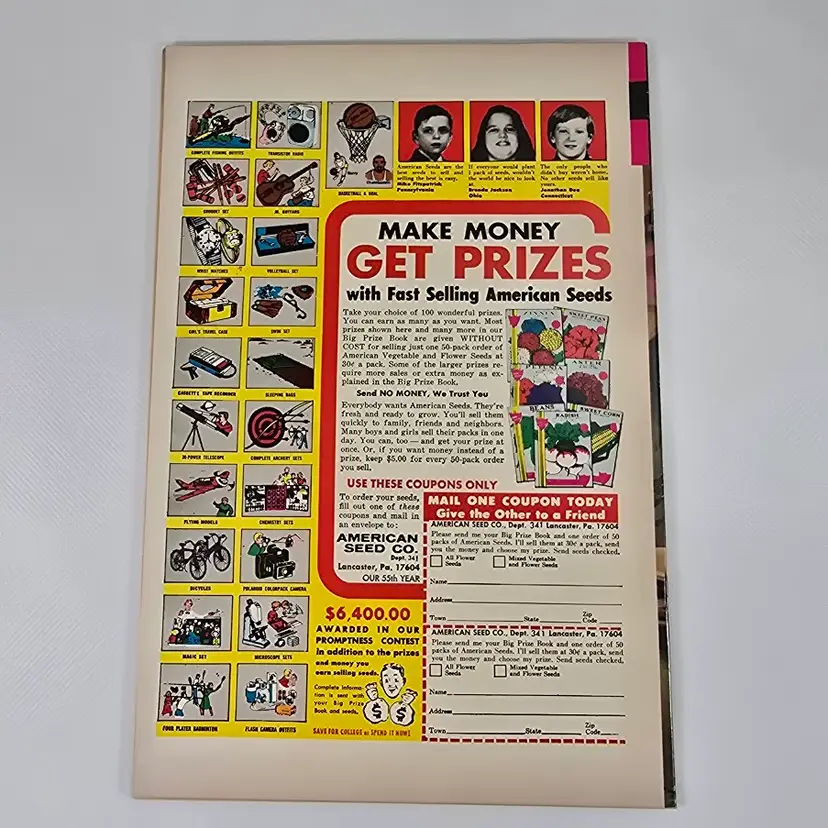 COMPLETE FISHING OUTFITS
TRANSISTOR RADIO
BASKETBALL & GOAL
American Seeds are the
best seeds to sell and
selling the best is easy.
Mike Fitzpatrick
Pennsylvania
If everyone would plant
1 pack of seeds, wouldn't
the world be nice to look
at.
Brenda Jackson
Ohio
The only people who
didn't buy weren't home.
No other seeds sell like
yours.
Jonathan Dee
Connecticut
CROQUET SET
JR. GUITARS
WRIST WATCHES
VOLLEYBALL SET
GIRL'S TRAVEL CASE
SWIM SET
CASSETTE TAPE RECORDER
SLEEPING BAGS
30-POWER TELESCOPE
COMPLETE ARCHERY SETS
FLYING MODELS
CHEMISTRY SETS
BICYCLES
POLAROID COLORPACK CAMERA
MAGIC SET
MICROSCOPE SETS
FOUR PLAYER BADMINTON
FLASH CAMERA OUTFITS
MAKE MONEY
GET PRIZES
with Fast Selling American Seeds
Take your choice of 100 wonderful prizes.
You can earn as many as you want. Most
prizes shown here and many more in our
Big Prize Book are given WITHOUT
COST for selling just one 50-pack order of
American Vegetable and Flower Seeds at
30¢ a pack. Some of the larger prizes re-
quire more sales or extra money as ex-
plained in the Big Prize Book.
Send NO MONEY, We Trust You
Everybody wants American Seeds. They're
fresh and ready to grow. You'll sell them
quickly to family, friends and neighbors.
Many boys and girls sell their packs in one
day. You can, too — and get your prize at
once. Or, if you want money instead of a
prize, keep $5.00 for every 50-pack order
you sell.
ZINNIA
SWEET PEAS
PETUNIA
ASTER
BEANS
RADISH
SWEET CORN
USE THESE COUPONS ONLY
To order your seeds,
fill out one of these
coupons and mail in
an envelope to:
AMERICAN
SEED CO.
Dept. 341
Lancaster, Pa. 17604
OUR 55th YEAR
$6,400.00
AWARDED IN OUR
PROMPTNESS CONTEST
in addition to the prizes
and money you
earn selling seeds.
Complete informa-
tion is sent with
your Big Prize
Book and seeds.
$ $
SAVE FOR COLLEGE or SPEND IT NOW!
MAIL ONE COUPON TODAY
Give the Other to a Friend
AMERICAN SEED CO., Dept. 341 Lancaster, Pa. 17604
Please send me your Big Prize Book and one order of 50
packs of American Seeds. I'll sell them at 30¢ a pack, send
you the money and choose my prize. Send seeds checked.
All Flower
Seeds
Mixed Vegetable
and Flower Seeds
Name
Address
Town State Zip Code
AMERICAN SEED CO., Dept. 341 Lancaster, Pa. 17604
Please send me your Big Prize Book and one order of 50
packs of American Seeds. I'll sell them at 30¢ a pack, send
you the money and choose my prize. Send seeds checked.
All Flower
Seeds
Mixed Vegetable
and Flower Seeds
Name
Address
Town State Zip Code